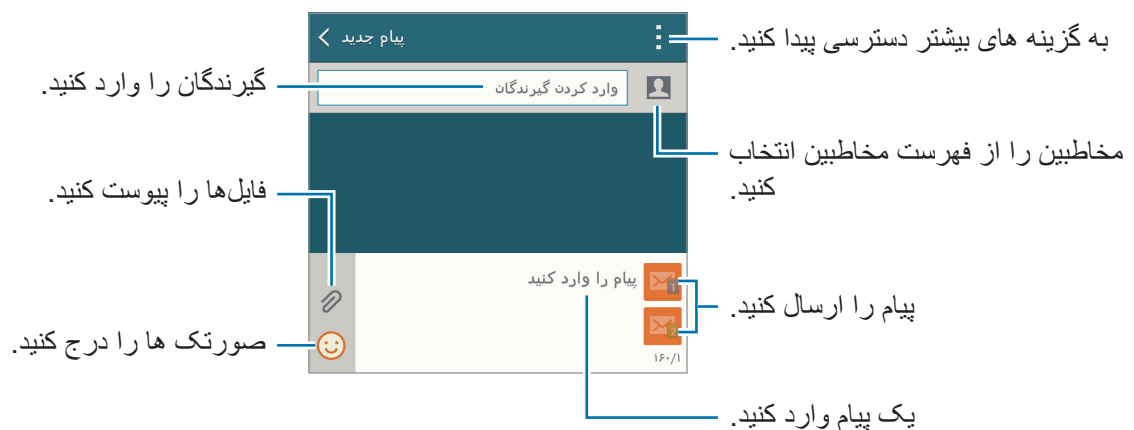 به گزینه های بیشتر دسترسی پیدا کنید.
پیام جدید
وارد کردن گیرندگان
گیرندگان را وارد کنید.
مخاطبین را از فهرست مخاطبین انتخاب
کنید.
فایل‌ها را پیوست کنید.
پیام را وارد کنید
1
پیام را ارسال کنید.
2
۱۶۰/۱
صورتک ها را درج کنید.
یک پیام وارد کنید.